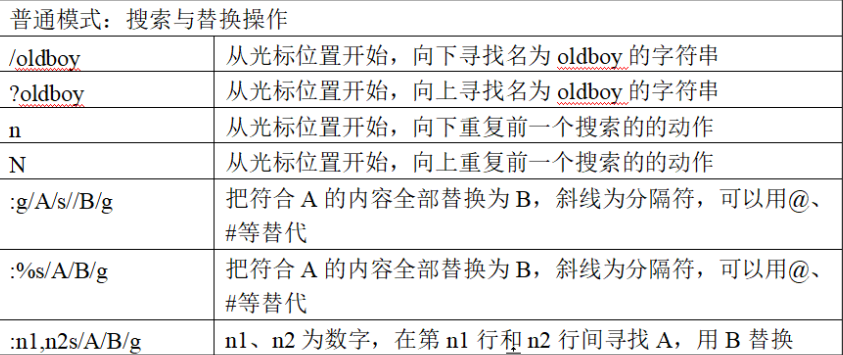 普通模式：搜索与替换操作
/oldboy 从光标位置开始，向下寻找名为 oldboy 的字符串
?oldboy 从光标位置开始，向上寻找名为 oldboy 的字符串
n 从光标位置开始，向下重复前一个搜索的的动作
N 从光标位置开始，向上重复前一个搜索的的动作
:g/A/s//B/g 把符合 A 的内容全部替换为 B，斜线为分隔符，可以用@、
#等替代
:%s/A/B/g 把符合 A 的内容全部替换为 B，斜线为分隔符，可以用@、
#等替代
:n1,n2s/A/B/g n1、n2 为数字，在第 n1 行和 n2 行间寻找 A，用 B 替换